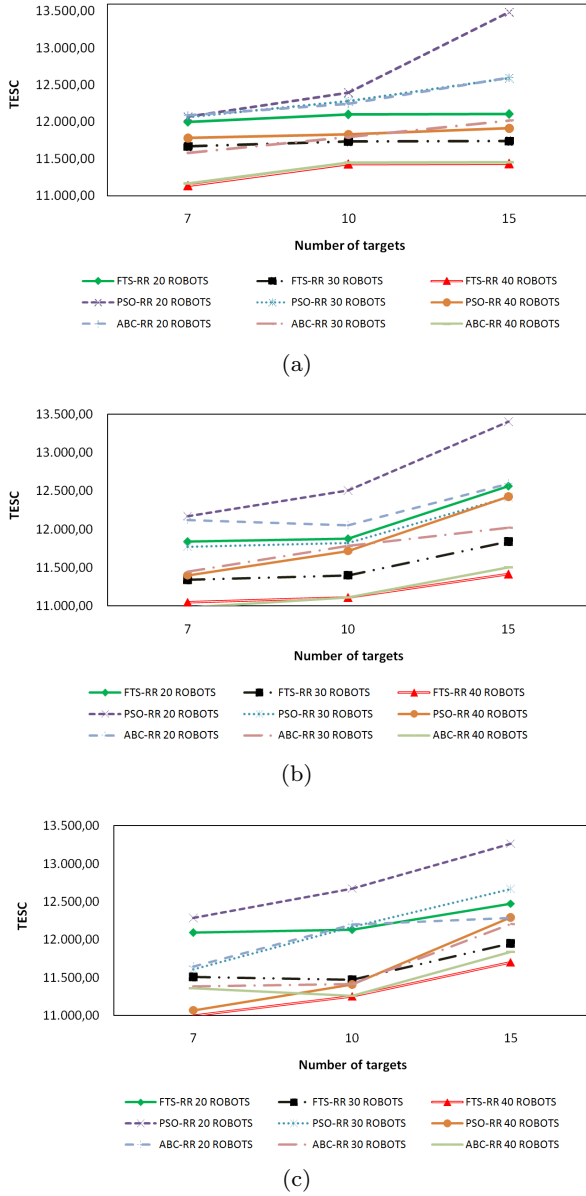 13.500,00
13.000,00
12.500,00
12.000,00
11.500,00
11.000,00
TESC
7 10 15
Number of targets
FTS-RR 20 ROBOTS FTS-RR 30 ROBOTS FTS-RR 40 ROBOTS
PSO-RR 20 ROBOTS PSO-RR 30 ROBOTS PSO-RR 40 ROBOTS
ABC-RR 20 ROBOTS ABC-RR 30 ROBOTS ABC-RR 40 ROBOTS
(a)
13.500,00
13.000,00
12.500,00
12.000,00
11.500,00
11.000,00
TESC
7 10 15
Number of targets
FTS-RR 20 ROBOTS FTS-RR 30 ROBOTS FTS-RR 40 ROBOTS
PSO-RR 20 ROBOTS PSO-RR 30 ROBOTS PSO-RR 40 ROBOTS
ABC-RR 20 ROBOTS ABC-RR 30 ROBOTS ABC-RR 40 ROBOTS
(b)
13.500,00
13.000,00
12.500,00
12.000,00
11.500,00
11.000,00
TESC
7 10 15
Number of targets
FTS-RR 20 ROBOTS FTS-RR 30 ROBOTS FTS-RR 40 ROBOTS
PSO-RR 20 ROBOTS PSO-RR 30 ROBOTS PSO-RR 40 ROBOTS
ABC-RR 20 ROBOTS ABC-RR 30 ROBOTS ABC-RR 40 ROBOTS
(c)